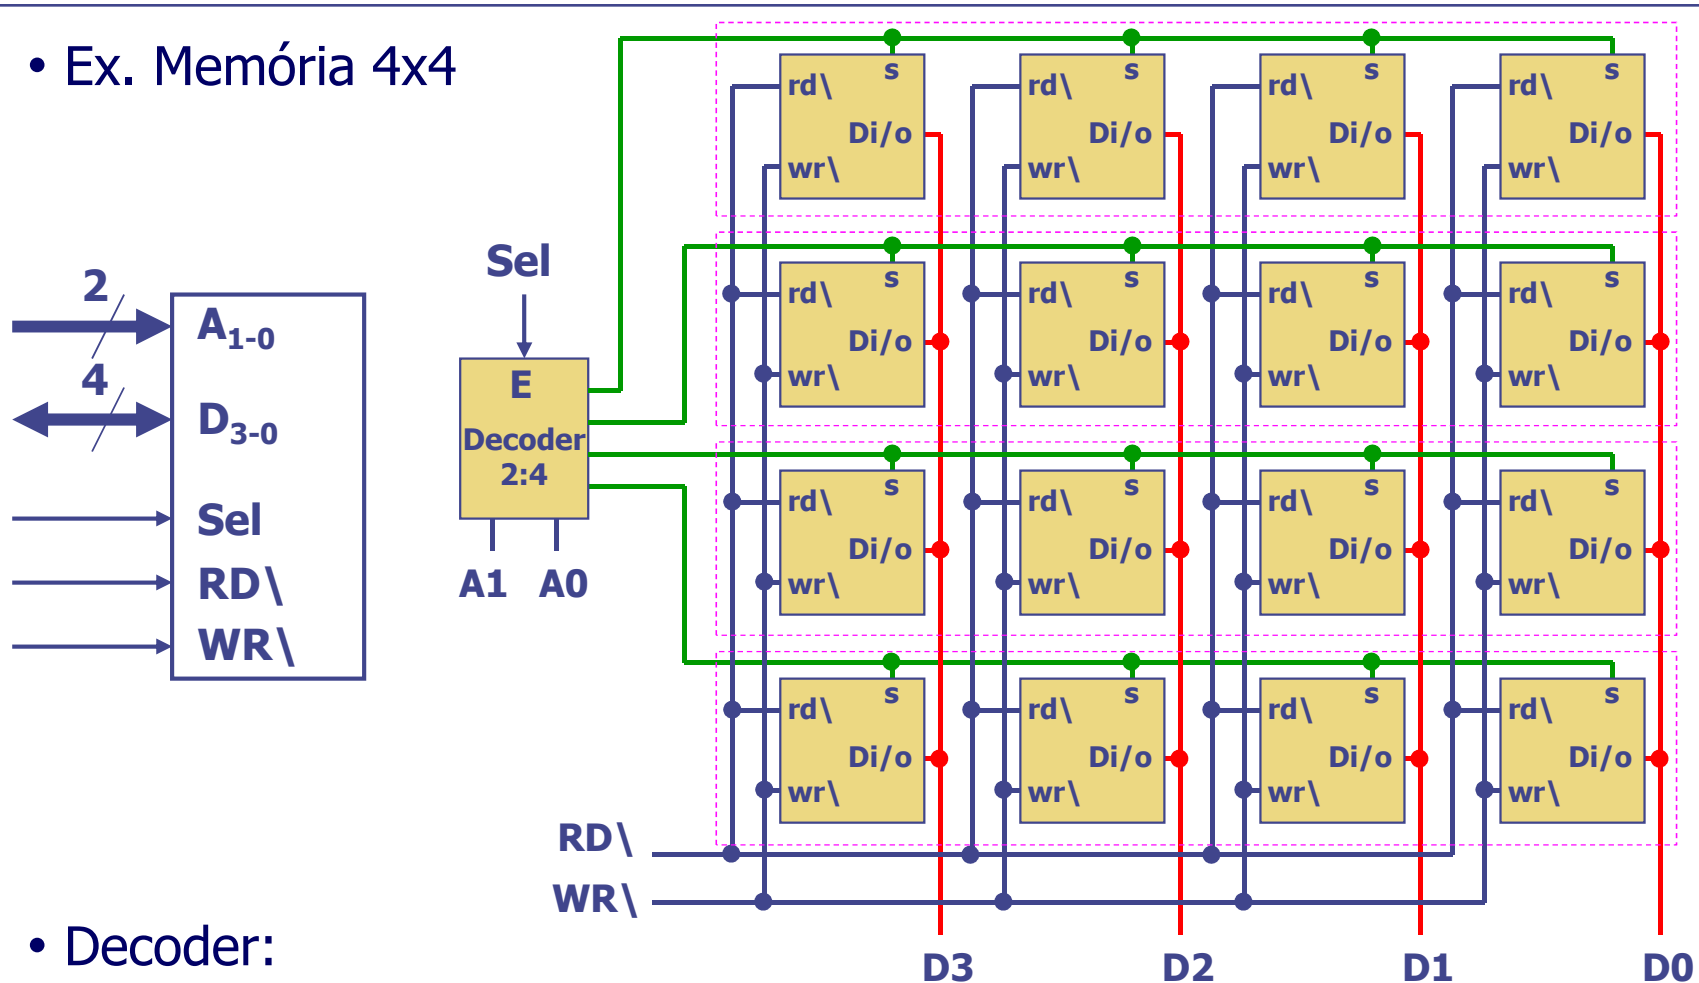 • Ex. Memória 4x4
s s s s
rd\ rd\ rd\ rd\
Di/o Di/o Di/o Di/o
wr\ wr\ wr\ wr\
Sel
s s s s
2
rd\ rd\ rd\ rd\
A1-0
Di/o Di/o Di/o Di/o
4
E
wr\ wr\ wr\ wr\
D3-0
Decoder
2:4
s s s s
Sel
rd\ rd\ rd\ rd\
Di/o Di/o Di/o Di/o
RD\
A1 A0
wr\ wr\ wr\ wr\
WR\
s s s s
rd\ rd\ rd\ rd\
Di/o Di/o Di/o Di/o
wr\ wr\ wr\ wr\
RD\
WR\
• Decoder:
D3 D2 D1 D0